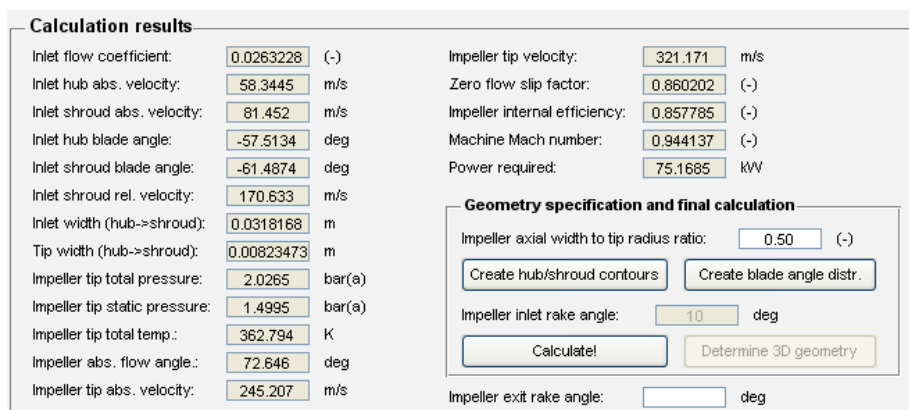 Calculation results
Inlet flow coefficient: 0.0263228 (-)
Inlet hub abs. velocity: 58.3445 m/s
Inlet shroud abs. velocity: 81.452 m/s
Inlet hub blade angle: -57.5134 deg
Inlet shroud blade angle: -61.4874 deg
Inlet shroud rel. velocity: 170.633 m/s
Inlet width (hub->shroud): 0.0318168 m
Tip width (hub->shroud): 0.00823473 m
Impeller tip total pressure: 2.0265 bar(a)
Impeller tip static pressure: 1.4995 bar(a)
Impeller tip total temp.: 362.794 K
Impeller abs. flow angle.: 72.646 deg
Impeller tip abs. velocity: 245.207 m/s
Impeller tip velocity: 321.171 m/s
Zero flow slip factor: 0.860202 (-)
Impeller internal efficiency: 0.857785 (-)
Machine Mach number: 0.944137 (-)
Power required: 75.1685 kW
Geometry specification and final calculation
Impeller axial width to tip radius ratio: 0.50 (-)
Create hub/shroud contours Create blade angle distr.
Impeller inlet rake angle: 10 deg
Calculate! Determine 3D geometry
Impeller exit rake angle: deg